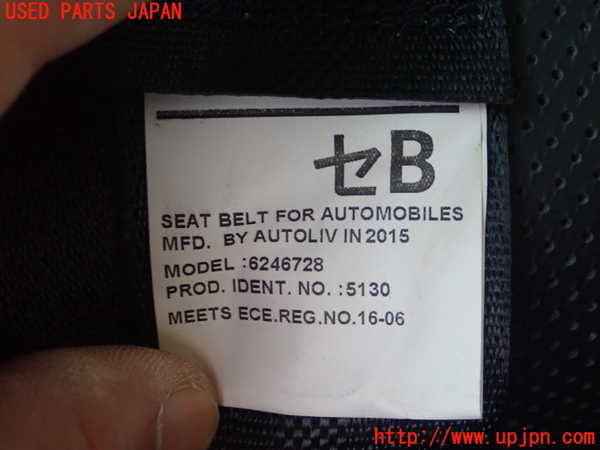 USED PARTS JAPAN
セB
SEAT BELT FOR AUTOMOBILES
MFD. BY AUTOLIV IN 2015
MODEL :6246728
PROD. IDENT. NO. :5130
MEETS ECE.REG.NO.16-06
http://www.upjpn.com